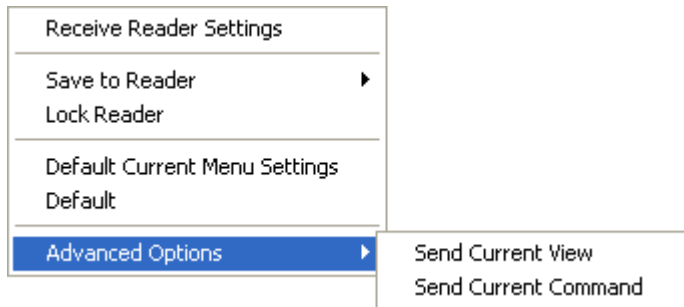 Receive Reader Settings
Save to Reader
Lock Reader
Default Current Menu Settings
Default
Advanced Options
Send Current View
Send Current Command